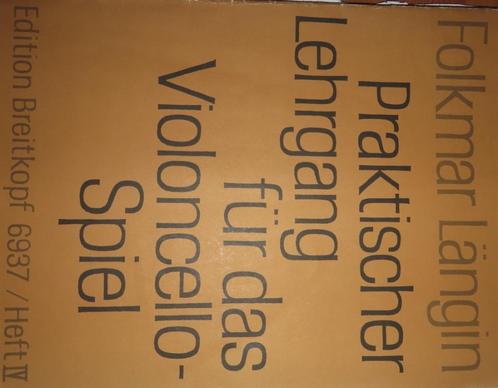 Folkmar Längin
Praktischer
Lehrgang
für das
Violoncello-
Spiel
Edition Breitkopf 6937 / Heft IV